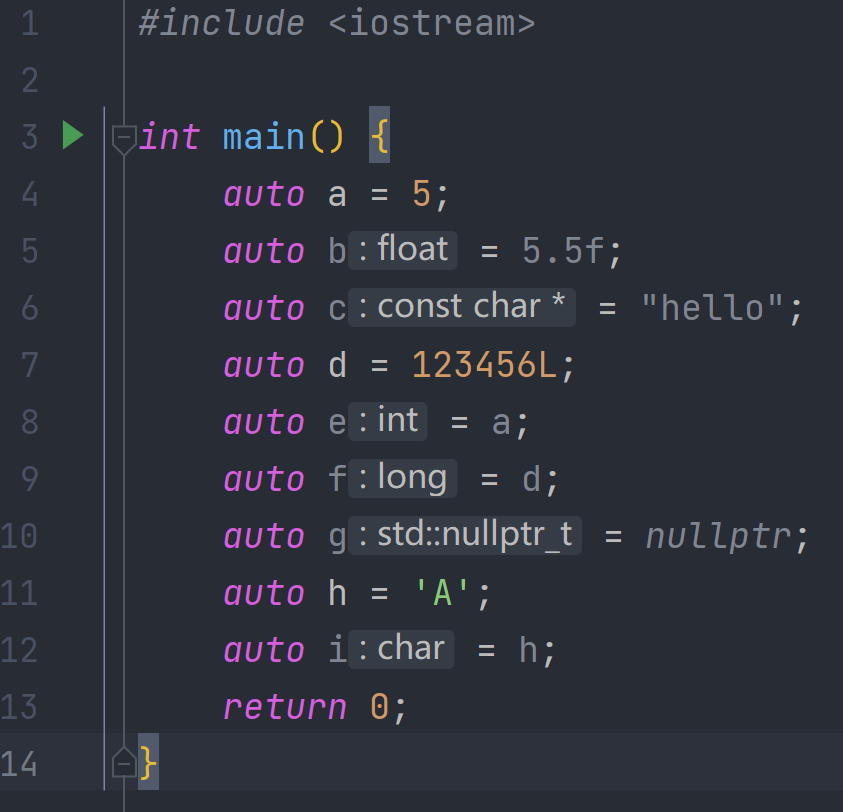 1 #include <iostream>
2
3 int main() {
4     auto a = 5;
5     auto b : float = 5.5f;
6     auto c : const char * = "hello";
7     auto d = 123456L;
8     auto e : int = a;
9     auto f : long = d;
10     auto g : std::nullptr_t = nullptr;
11     auto h = 'A';
12     auto i : char = h;
13     return 0;
14 }